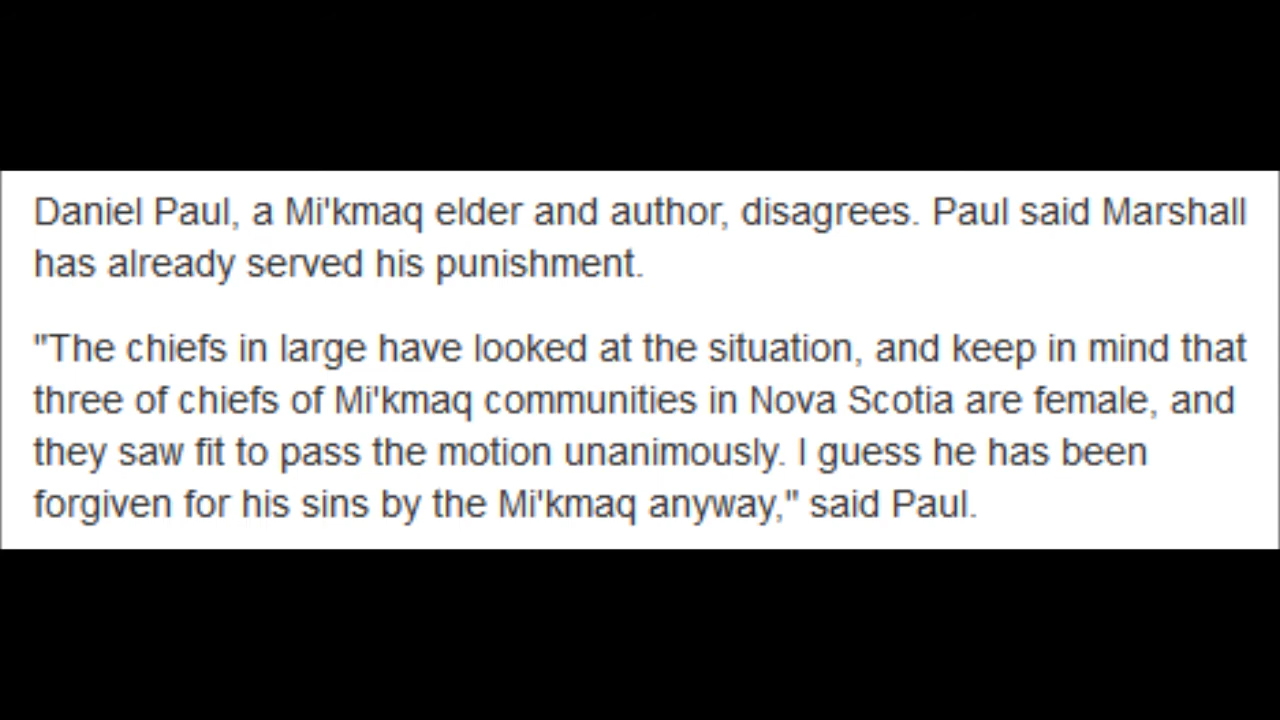 Daniel Paul, a Mi'kmaq elder and author, disagrees. Paul said Marshall
has already served his punishment.
"The chiefs in large have looked at the situation, and keep in mind that
three of chiefs of Mi'kmaq communities in Nova Scotia are female, and
they saw fit to pass the motion unanimously. I guess he has been
forgiven for his sins by the Mi'kmaq anyway," said Paul.